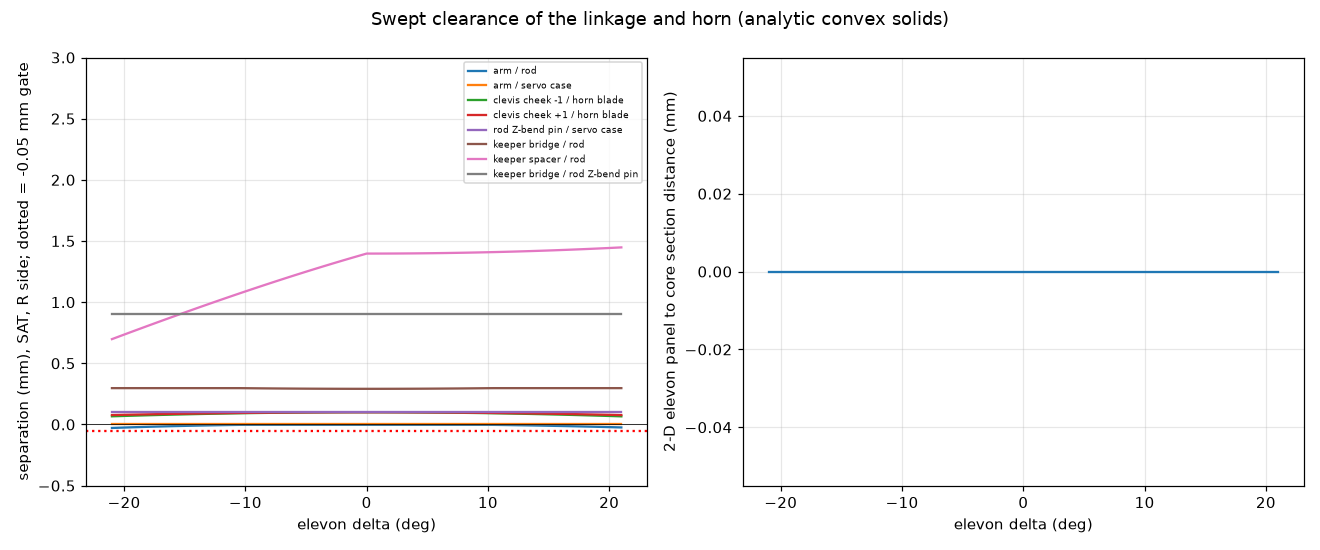 Swept clearance of the linkage and horn (analytic convex solids)
separation (mm), SAT, R side; dotted = -0.05 mm gate
3.0
2.5
2.0
1.5
1.0
0.5
0.0
−0.5
arm / rod
arm / servo case
clevis cheek -1 / horn blade
clevis cheek +1 / horn blade
rod Z-bend pin / servo case
keeper bridge / rod
keeper spacer / rod
keeper bridge / rod Z-bend pin
−20
−10
0
10
20
elevon delta (deg)
2-D elevon panel to core section distance (mm)
0.04
0.02
0.00
−0.02
−0.04
−20
−10
0
10
20
elevon delta (deg)